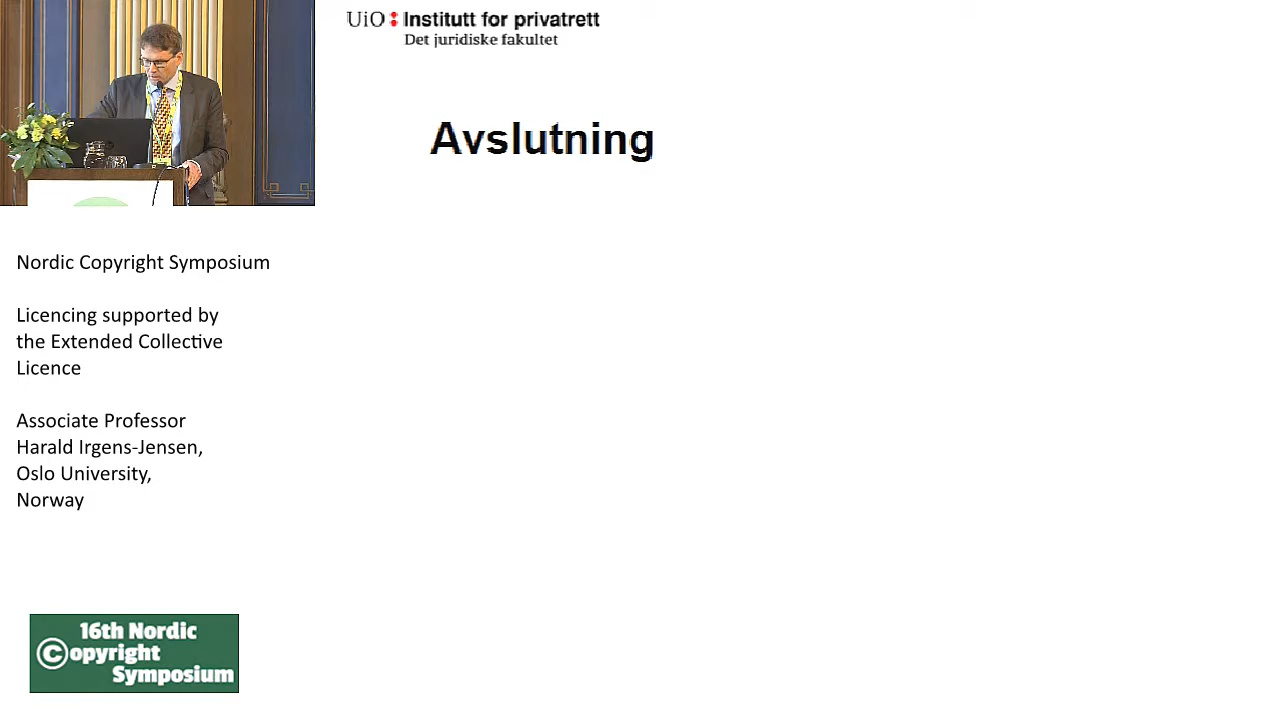 UiO : Institutt for privatrett
Det juridiske fakultet
Avslutning
Nordic Copyright Symposium
Licencing supported by
the Extended Collective
Licence
Associate Professor
Harald Irgens-Jensen,
Oslo University,
Norway
16th Nordic
©opyright
Symposium